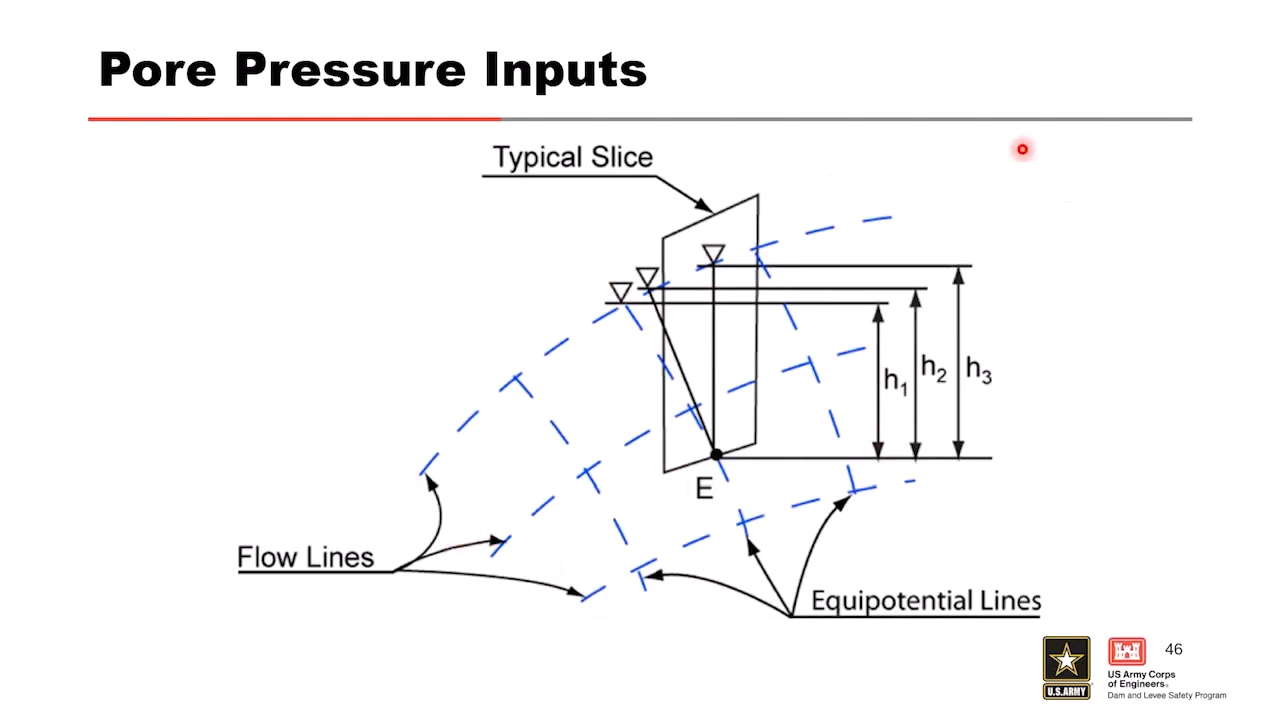 Pore Pressure Inputs
Typical Slice
h1
h2
h3
E
Flow Lines
Equipotential Lines
U.S.ARMY
US Army Corps
of Engineers®
Dam and Levee Safety Program
46